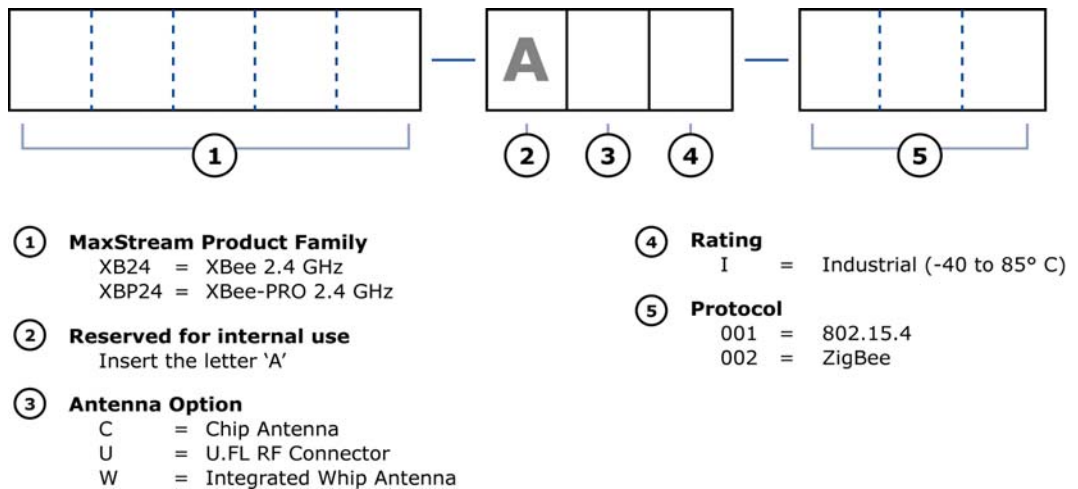 A
1
2
3
4
5
1 MaxStream Product Family
XB24 = XBee 2.4 GHz
XBP24 = XBee-PRO 2.4 GHz
2 Reserved for internal use
Insert the letter ‘A’
3 Antenna Option
C = Chip Antenna
U = U.FL RF Connector
W = Integrated Whip Antenna
4 Rating
I = Industrial (-40 to 85° C)
5 Protocol
001 = 802.15.4
002 = ZigBee